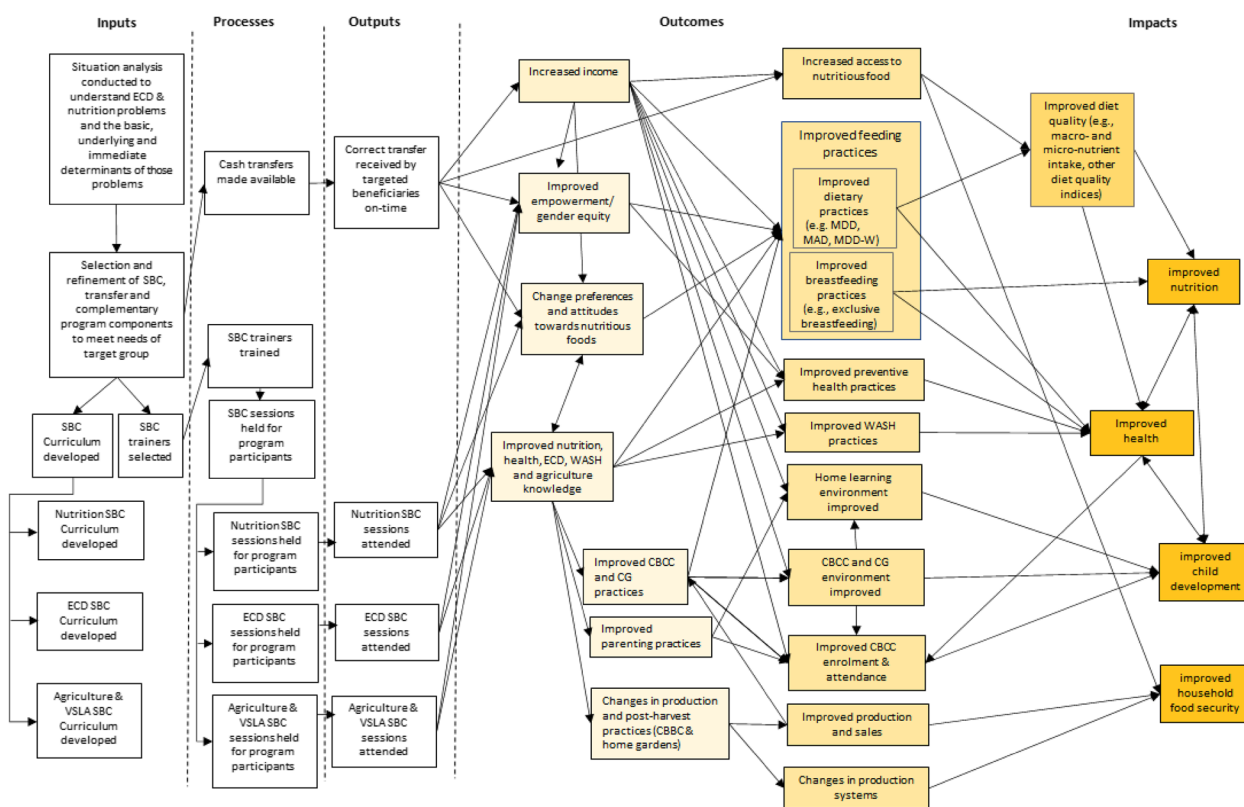 Inputs
Processes
Outputs
Outcomes
Impacts
Situation analysis
conducted to
understand ECD &
nutrition problems
and the basic,
underlying and
immediate
determinants of those
problems
Selection and
refinement of SBC,
transfer and
complementary
program components
to meet needs of
target group
SBC
Curriculum
developed
SBC
trainers
selected
Nutrition SBC
Curriculum
developed
ECD SBC
Curriculum
developed
Agriculture &
VSLA SBC
Curriculum
developed
Cash transfers
made available
SBC trainers
trained
SBC sessions
held for
program
participants
Nutrition SBC
sessions held
for program
participants
ECD SBC
sessions held
for program
participants
Agriculture &
VSLA SBC
sessions held
for program
participants
Correct transfer
received by
targeted
beneficiaries
on-time
Nutrition SBC
sessions
attended
ECD SBC
sessions
attended
Agriculture &
VSLA SBC
sessions
attended
Increased income
Improved
empowerment/
gender equity
Change preferences
and attitudes
towards nutritious
foods
Improved nutrition,
health, ECD, WASH
and agriculture
knowledge
Improved CBCC
and CG
practices
Improved
parenting practices
Changes in production
and post-harvest
practices (CBBC &
home gardens)
Increased access to
nutritious food
Improved feeding
practices
Improved
dietary
practices
(e.g. MDD,
MAD, MDD-W)
Improved
breastfeeding
practices
(e.g., exclusive
breastfeeding)
Improved preventive
health practices
Improved WASH
practices
Home learning
environment
improved
CBCC and CG
environment
improved
Improved CBCC
enrolment &
attendance
Improved production
and sales
Changes in production
systems
Improved diet
quality (e.g.,
macro- and
micro-nutrient
intake, other
diet quality
indices)
improved
nutrition
Improved
health
improved
child
development
improved
household
food security